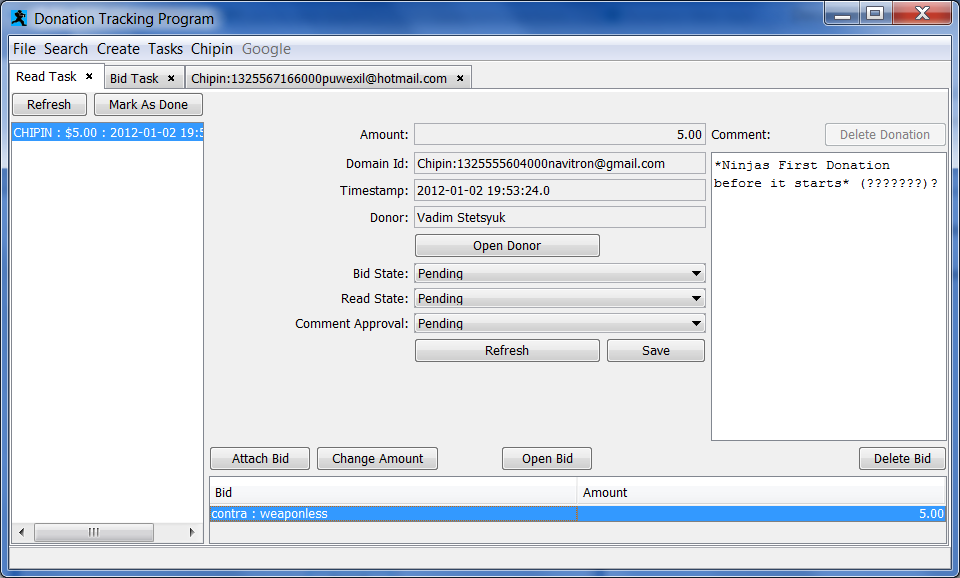 Donation Tracking Program
File Search Create Tasks Chipin Google
Read Task × Bid Task × Chipin:1325567166000puwexil@hotmail.com ×
Refresh Mark As Done
CHIPIN : $5.00 : 2012-01-02 19:5
Amount: 5.00 Comment: Delete Donation
Domain Id: Chipin:1325555604000navitron@gmail.com
Timestamp: 2012-01-02 19:53:24.0
Donor: Vadim Stetsyuk
Open Donor
Bid State: Pending
Read State: Pending
Comment Approval: Pending
Refresh Save
*Ninjas First Donation
before it starts* (???????)?
Attach Bid Change Amount Open Bid Delete Bid
Bid Amount
contra : weaponless 5.00